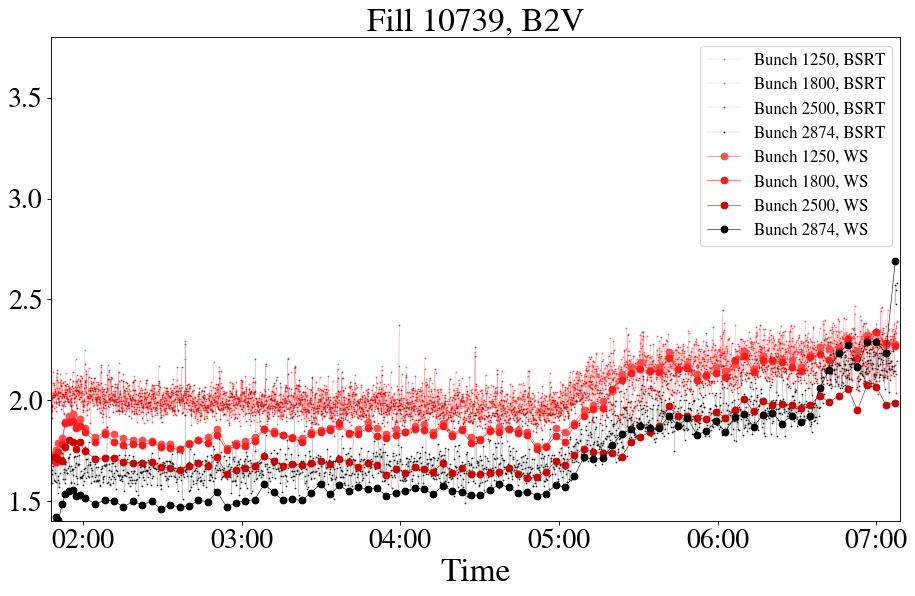 Fill 10739, B2V
3.5
3.0
2.5
2.0
1.5
Bunch 1250, BSRT
Bunch 1800, BSRT
Bunch 2500, BSRT
Bunch 2874, BSRT
Bunch 1250, WS
Bunch 1800, WS
Bunch 2500, WS
Bunch 2874, WS
02:00 03:00 04:00 05:00 06:00 07:00
Time